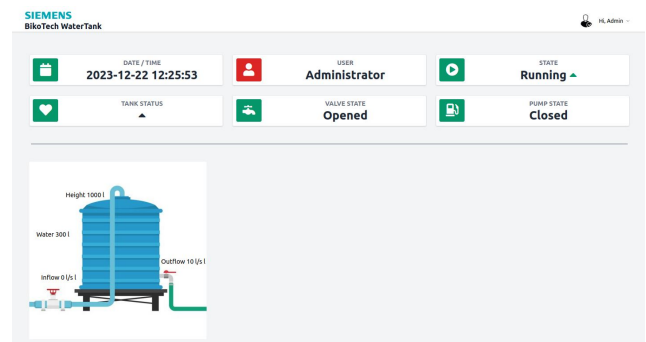 SIEMENS
BikoTech WaterTank
Hi, Admin
DATE / TIME
2023-12-22 12:25:53
USER
Administrator
STATE
Running
TANK STATUS
VALVE STATE
Opened
PUMP STATE
Closed
Height 1000 l
Water 300 l
Outflow 10 l/s l
Inflow 0 l/s l